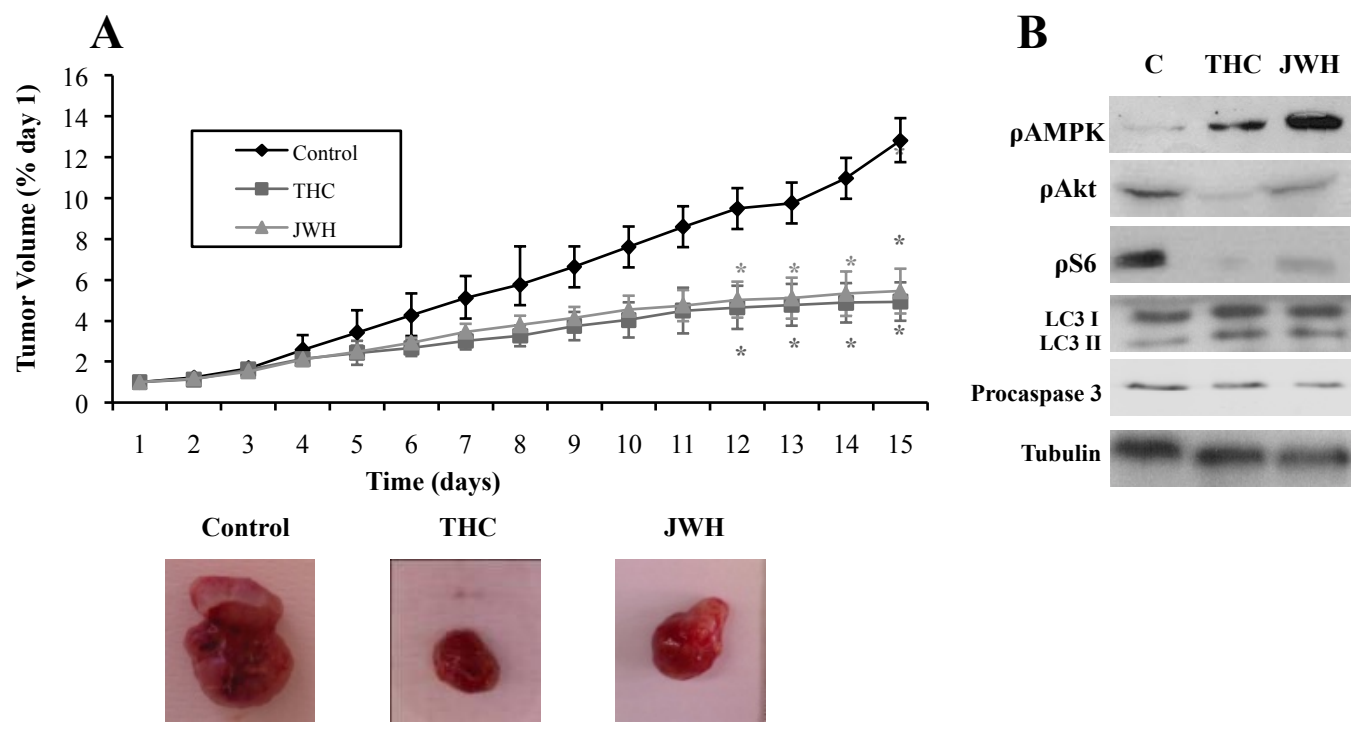 A
Tumor Volume (% day 1)
16
14
12
10
8
6
4
2
0
Control
THC
JWH
*
*
* * *
*
* * *
1 2 3 4 5 6 7 8 9 10 11 12 13 14 15
Time (days)
Control THC JWH
B
C THC JWH
ρAMPK
ρAkt
ρS6
LC3 I
LC3 II
Procaspase 3
Tubulin